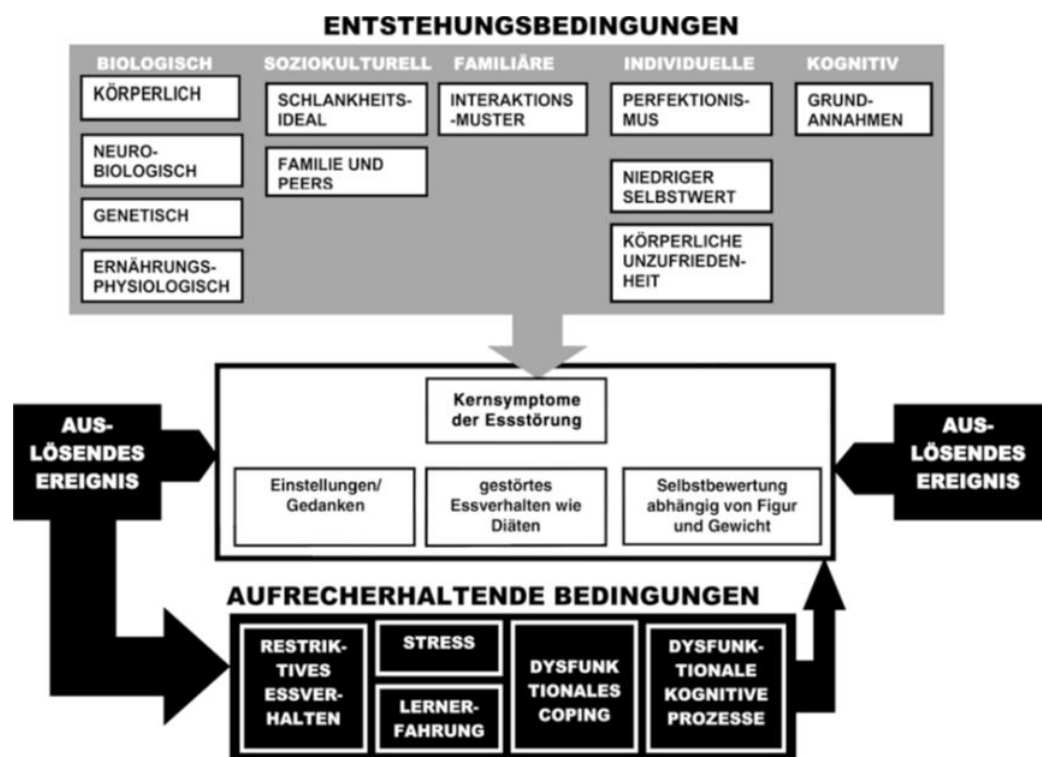 ENTSTEHUNGSBEDINGUNGEN
BIOLOGISCH
KÖRPERLICH
NEURO-
BIOLOGISCH
GENETISCH
ERNÄHRUNGS-
PHYSIOLOGISCH
SOZIOKULTURELL
SCHLANKHEITS-
IDEAL
FAMILIE UND
PEERS
FAMILIÄRE
INTERAKTIONS
-MUSTER
INDIVIDUELLE
PERFEKTIONIS-
MUS
NIEDRIGER
SELBSTWERT
KÖRPERLICHE
UNZUFRIEDEN-
HEIT
KOGNITIV
GRUND-
ANNAHMEN
AUS-
LÖSENDES
EREIGNIS
Kernsymptome
der Essstörung
Einstellungen/
Gedanken
gestörtes
Essverhalten wie
Diäten
Selbstbewertung
abhängig von Figur
und Gewicht
AUS-
LÖSENDES
EREIGNIS
AUFRECHERHALTENDE BEDINGUNGEN
RESTRIK-
TIVES
ESSVER-
HALTEN
STRESS
LERNER-
FAHRUNG
DYSFUNK
TIONALES
COPING
DYSFUNK-
TIONALE
KOGNITIVE
PROZESSE